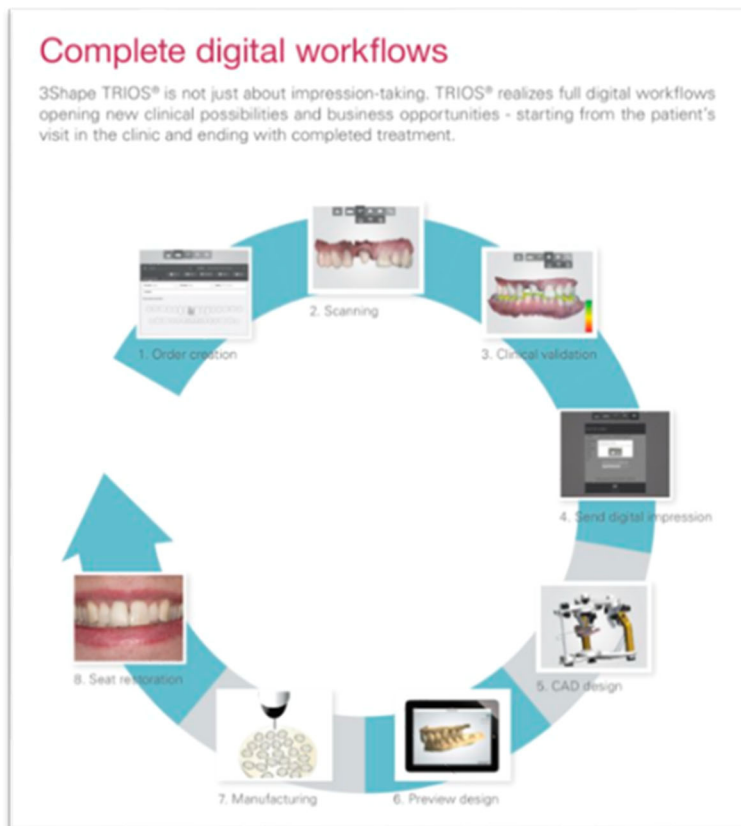 Complete digital workflows
3Shape TRIOS® is not just about impression-taking. TRIOS® realizes full digital workflows
opening new clinical possibilities and business opportunities - starting from the patient's
visit in the clinic and ending with completed treatment.
1. Order creation
2. Scanning
3. Clinical validation
4. Send digital impression
5. CAD design
6. Preview design
7. Manufacturing
8. Seat restoration